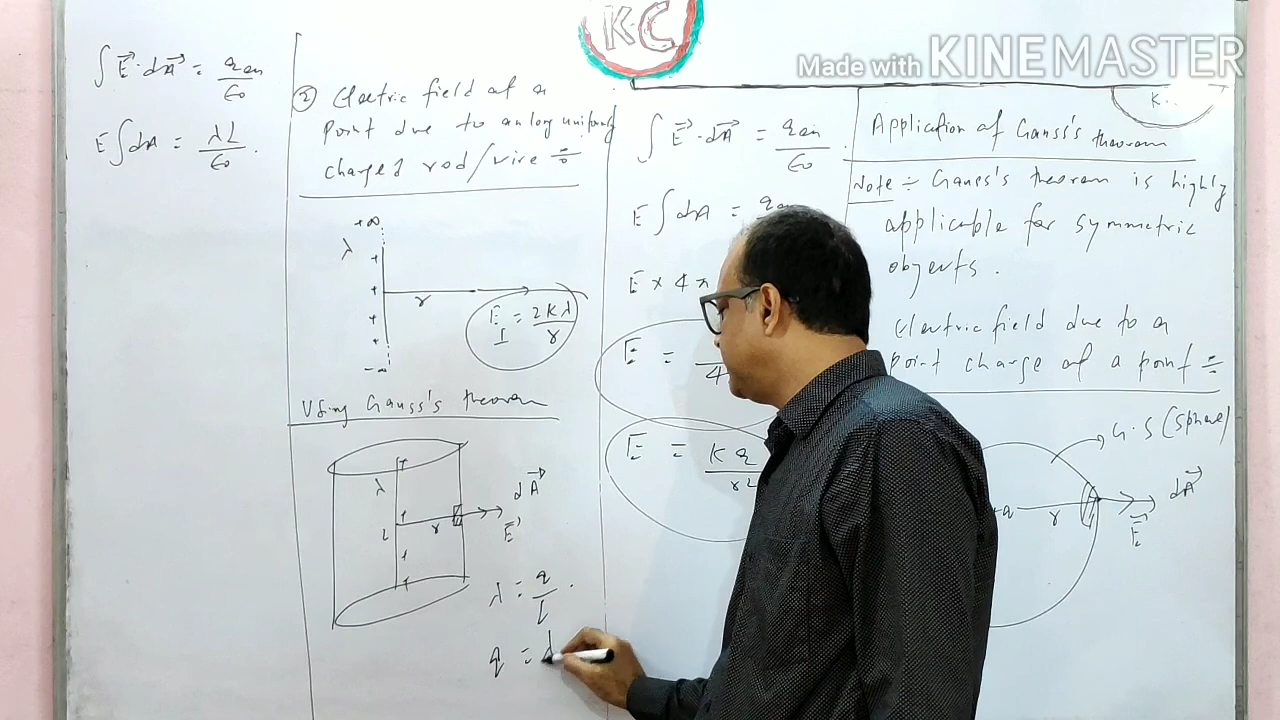 KC
Made with KINEMASTER
∫ E⃗ · dA⃗ = qen / ε0
E ∫ dA = λL / ε0 .
② Electric field at a
Point due to an long uniformly
charged rod/wire ÷
+∞
λ
+
+
+
+
-∞
r
E = 2Kλ / r
Using Gauss's theorem
+
λ
+
L
r
dA⃗
E⃗
+
+
λ = q / L .
q = λ
∫ E⃗ · dA⃗ = qen / ε0 .
E ∫ dA = qen
E × 4π
E =
4
E = Kq / r2
K.
Application of Gauss's theorem
Note ÷ Gauss's theorem is highly
applicable for symmetric
objects .
Electric field due to a
point charge at a point ÷
G.S (Sphere)
+q
r
dA⃗
E⃗